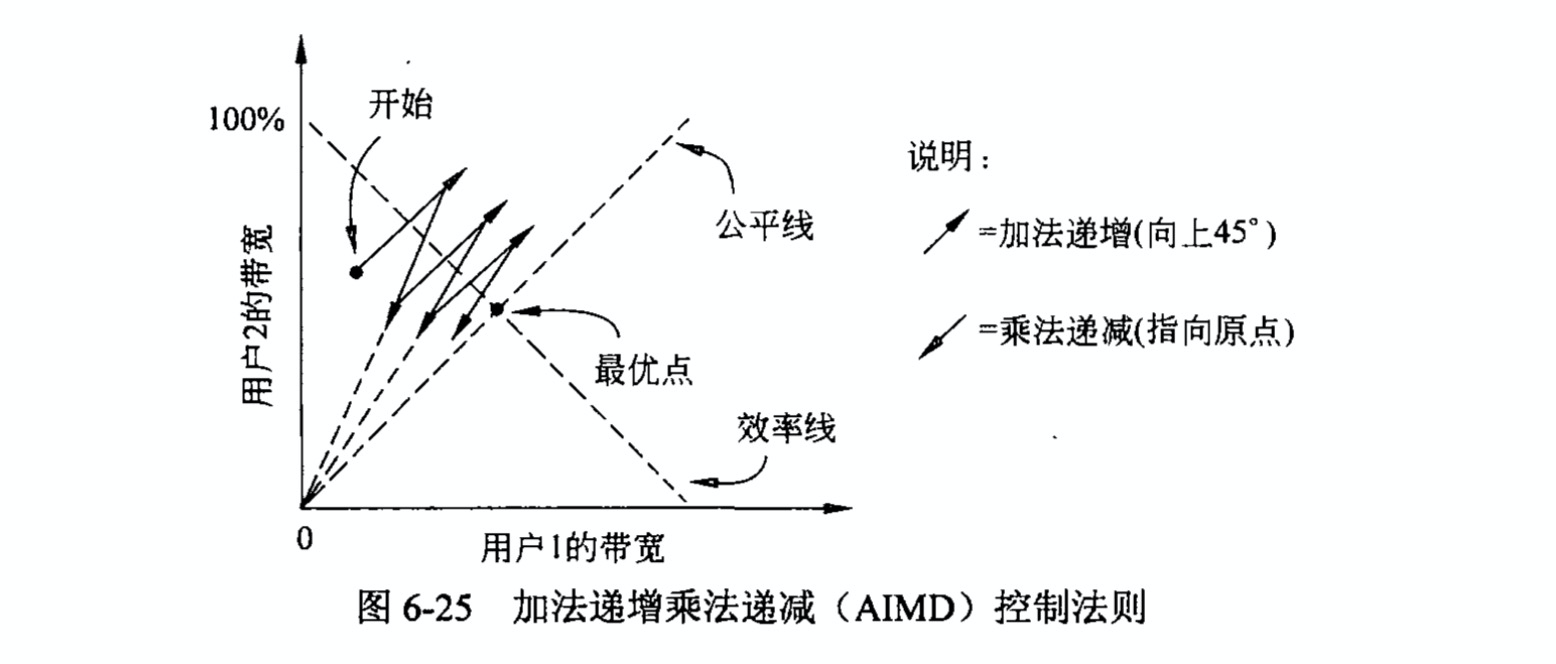 100%
开始
用户2的带宽
公平线
最优点
效率线
0
用户1的带宽
说明:
=加法递增(向上45°)
=乘法递减(指向原点)
图 6-25 加法递增乘法递减(AIMD)控制法则